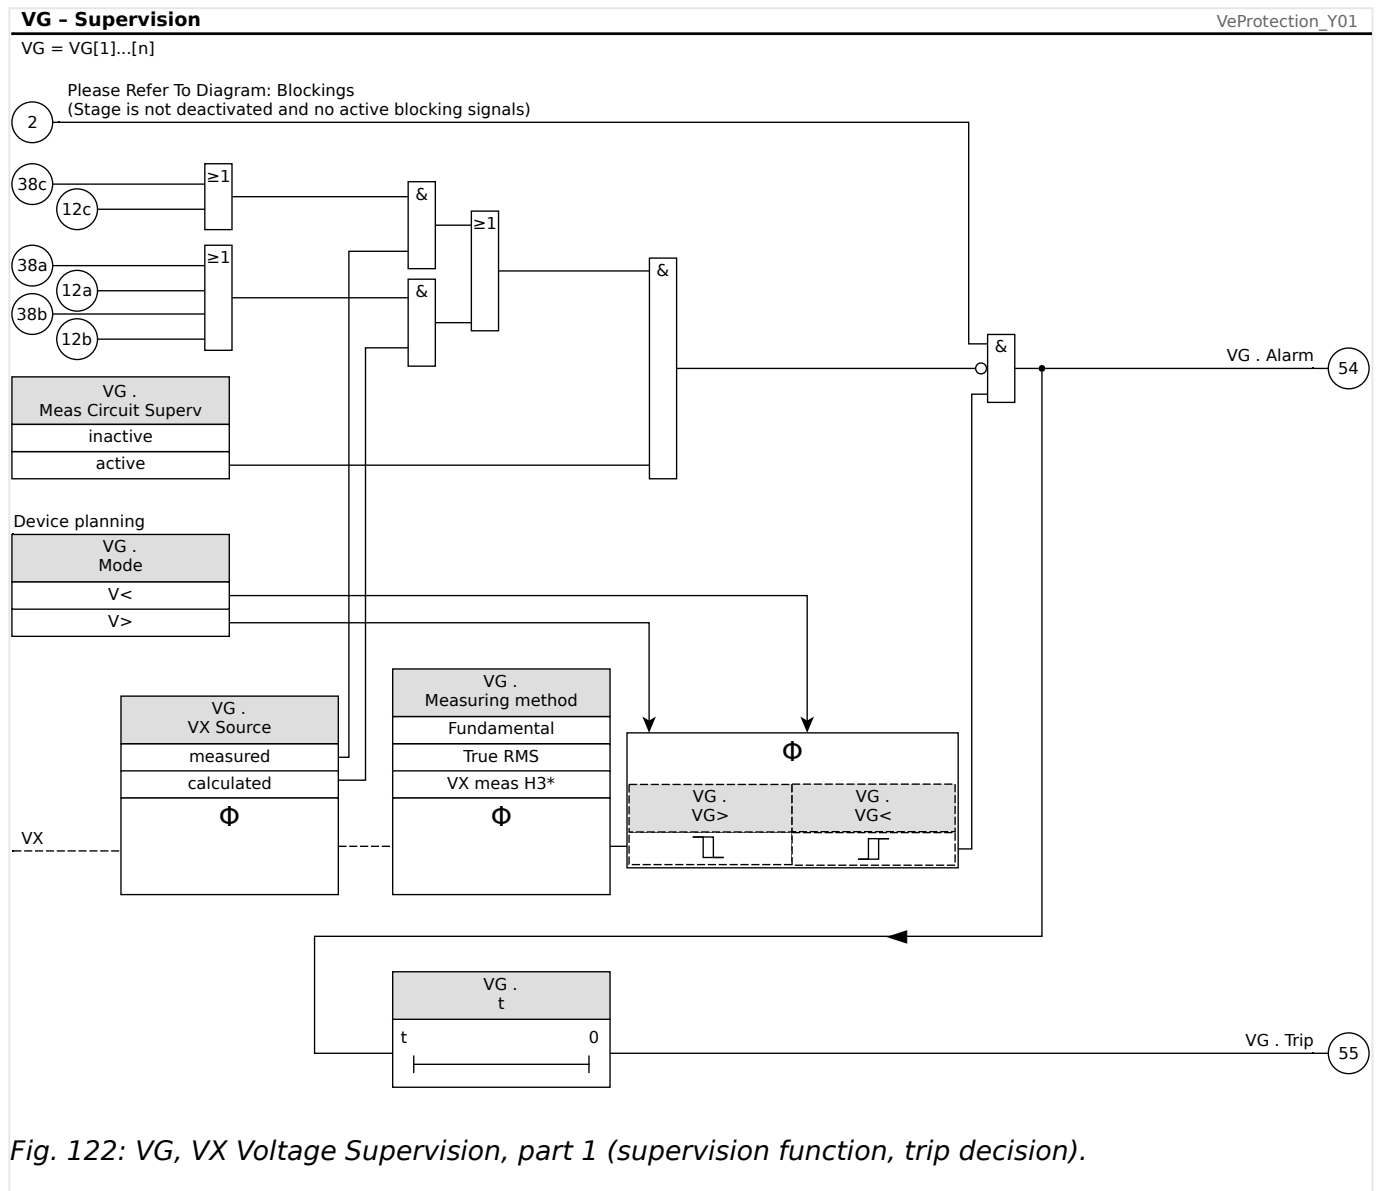 VG – Supervision
VeProtection_Y01
VG = VG[1]...[n]
Please Refer To Diagram: Blockings
(Stage is not deactivated and no active blocking signals)
2
38c
12c
≥1
&
≥1
38a
12a
38b
12b
≥1
&
&
&
VG . Alarm
54
VG .
Meas Circuit Superv
inactive
active
Device planning
VG .
Mode
V<
V>
VG .
VX Source
measured
calculated
Φ
VX
VG .
Measuring method
Fundamental
True RMS
VX meas H3*
Φ
Φ
VG .
VG>
VG .
VG<
VG .
t
t
0
VG . Trip
55
Fig. 122: VG, VX Voltage Supervision, part 1 (supervision function, trip decision).